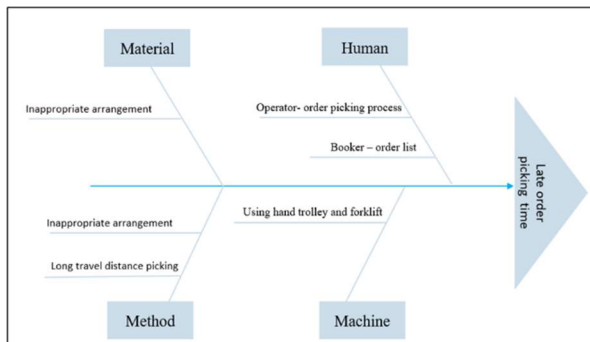 Material
Human
Inappropriate arrangement
Operator- order picking process
Booker – order list
Late order
picking time
Inappropriate arrangement
Using hand trolley and forklift
Long travel distance picking
Method
Machine